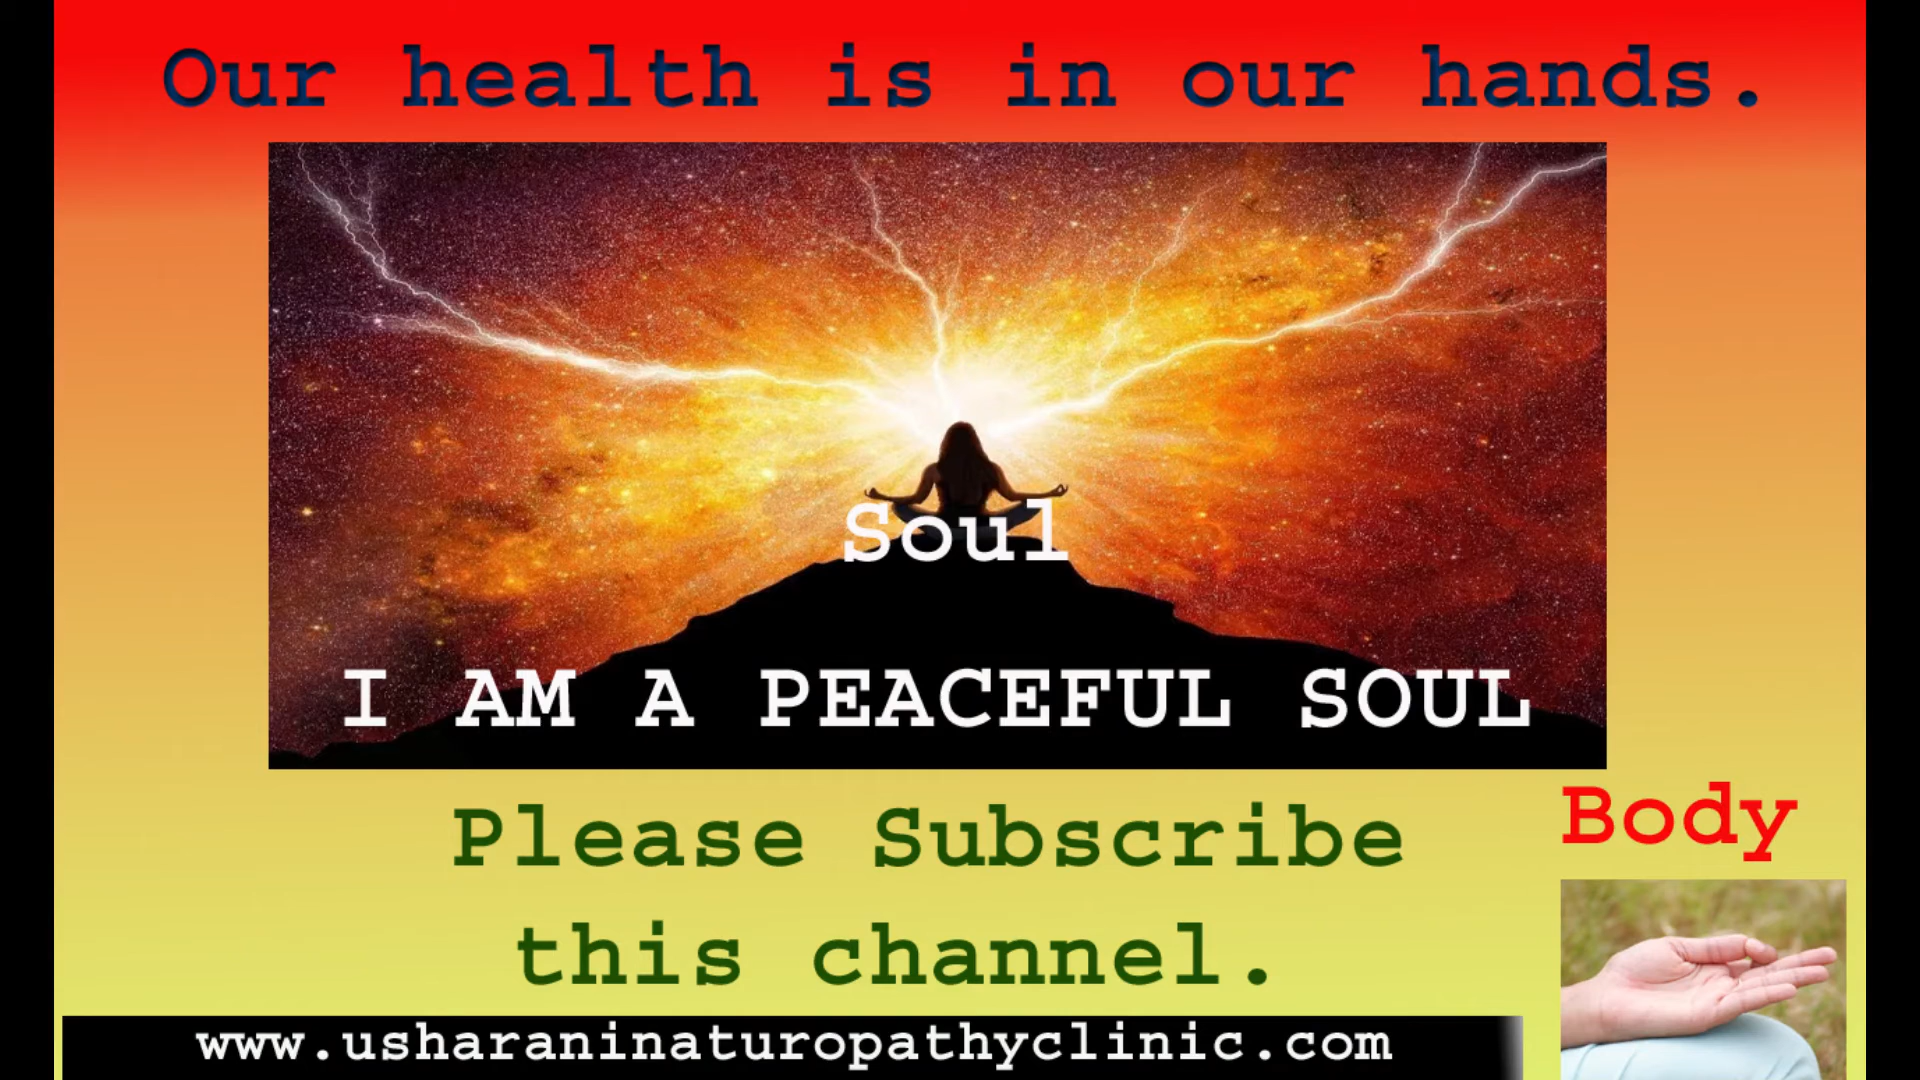 Our health is in our hands.
Soul
I AM A PEACEFUL SOUL
Body
Please Subscribe
this channel.
www.usharaninaturopathyclinic.com